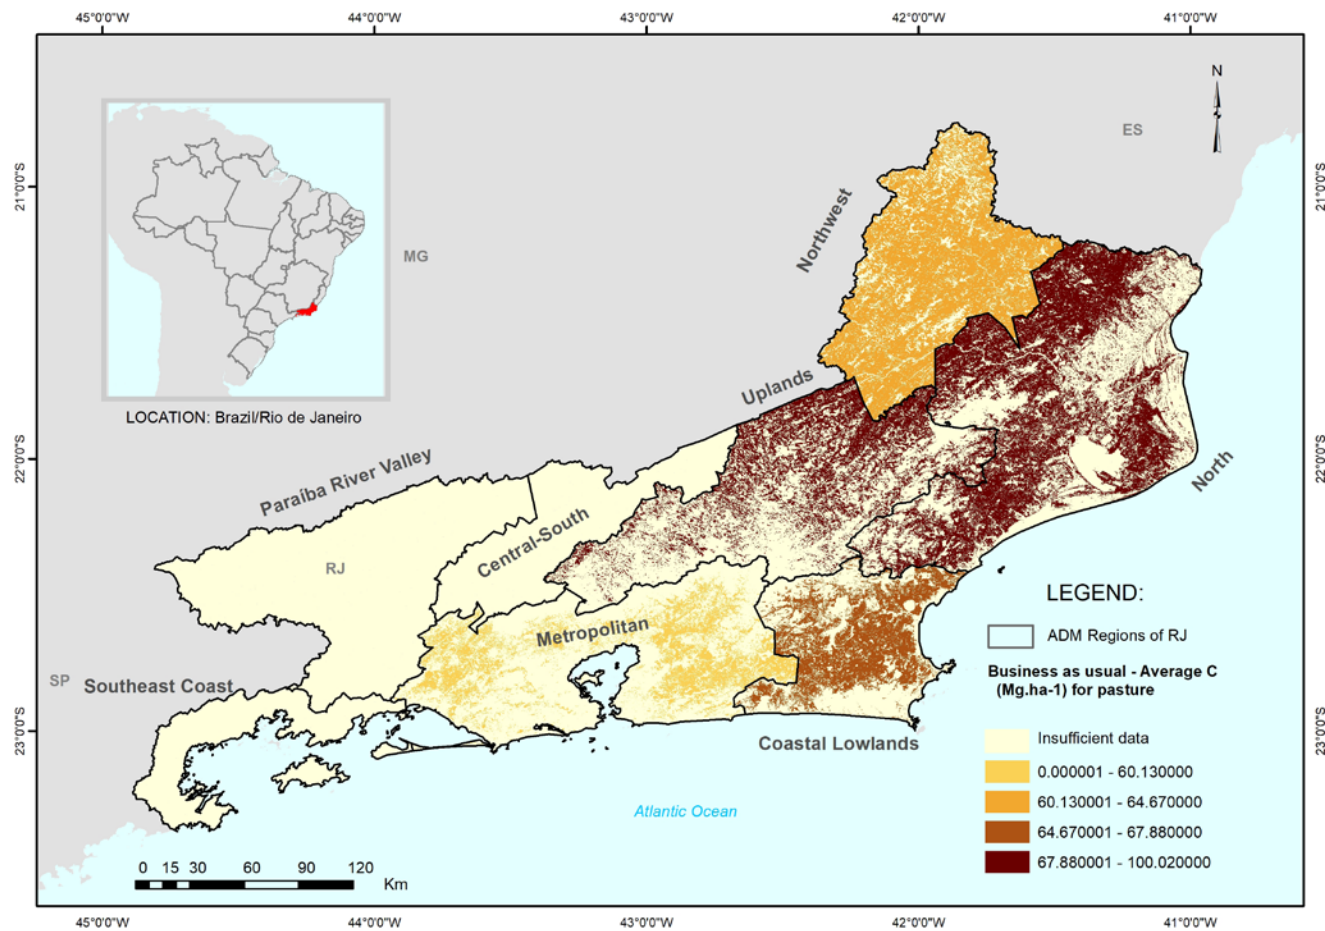 45°0'0"W 44°0'0"W 43°0'0"W 42°0'0"W 41°0'0"W
N
ES
21°0'0"S
21°0'0"S
Northwest
MG
LOCATION: Brazil/Rio de Janeiro
Uplands
22°0'0"S
22°0'0"S
Paraíba River Valley
North
Central-South
RJ
LEGEND:
ADM Regions of RJ
Metropolitan
Business as usual - Average C
(Mg.ha-1) for pasture
SP
Southeast Coast
23°0'0"S
23°0'0"S
Coastal Lowlands
Insufficient data
0.000001 - 60.130000
60.130001 - 64.670000
64.670001 - 67.880000
67.880001 - 100.020000
Atlantic Ocean
0 15 30 60 90 120
Km
45°0'0"W 44°0'0"W 43°0'0"W 42°0'0"W 41°0'0"W